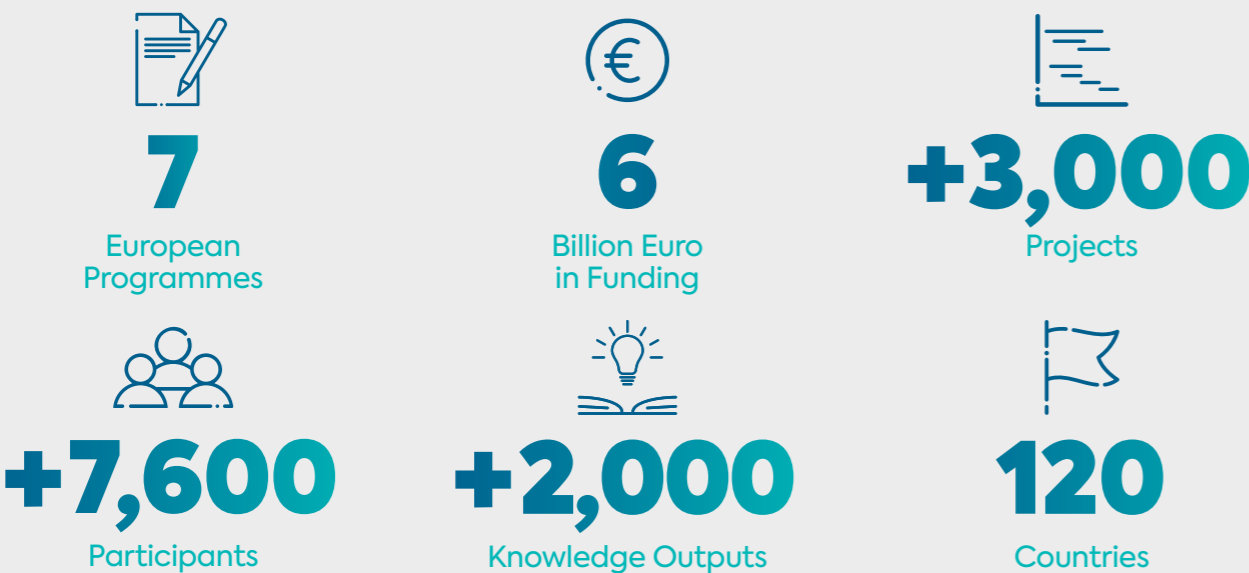 7
European
Programmes
6
Billion Euro
in Funding
+3,000
Projects
+7,600
Participants
+2,000
Knowledge Outputs
120
Countries